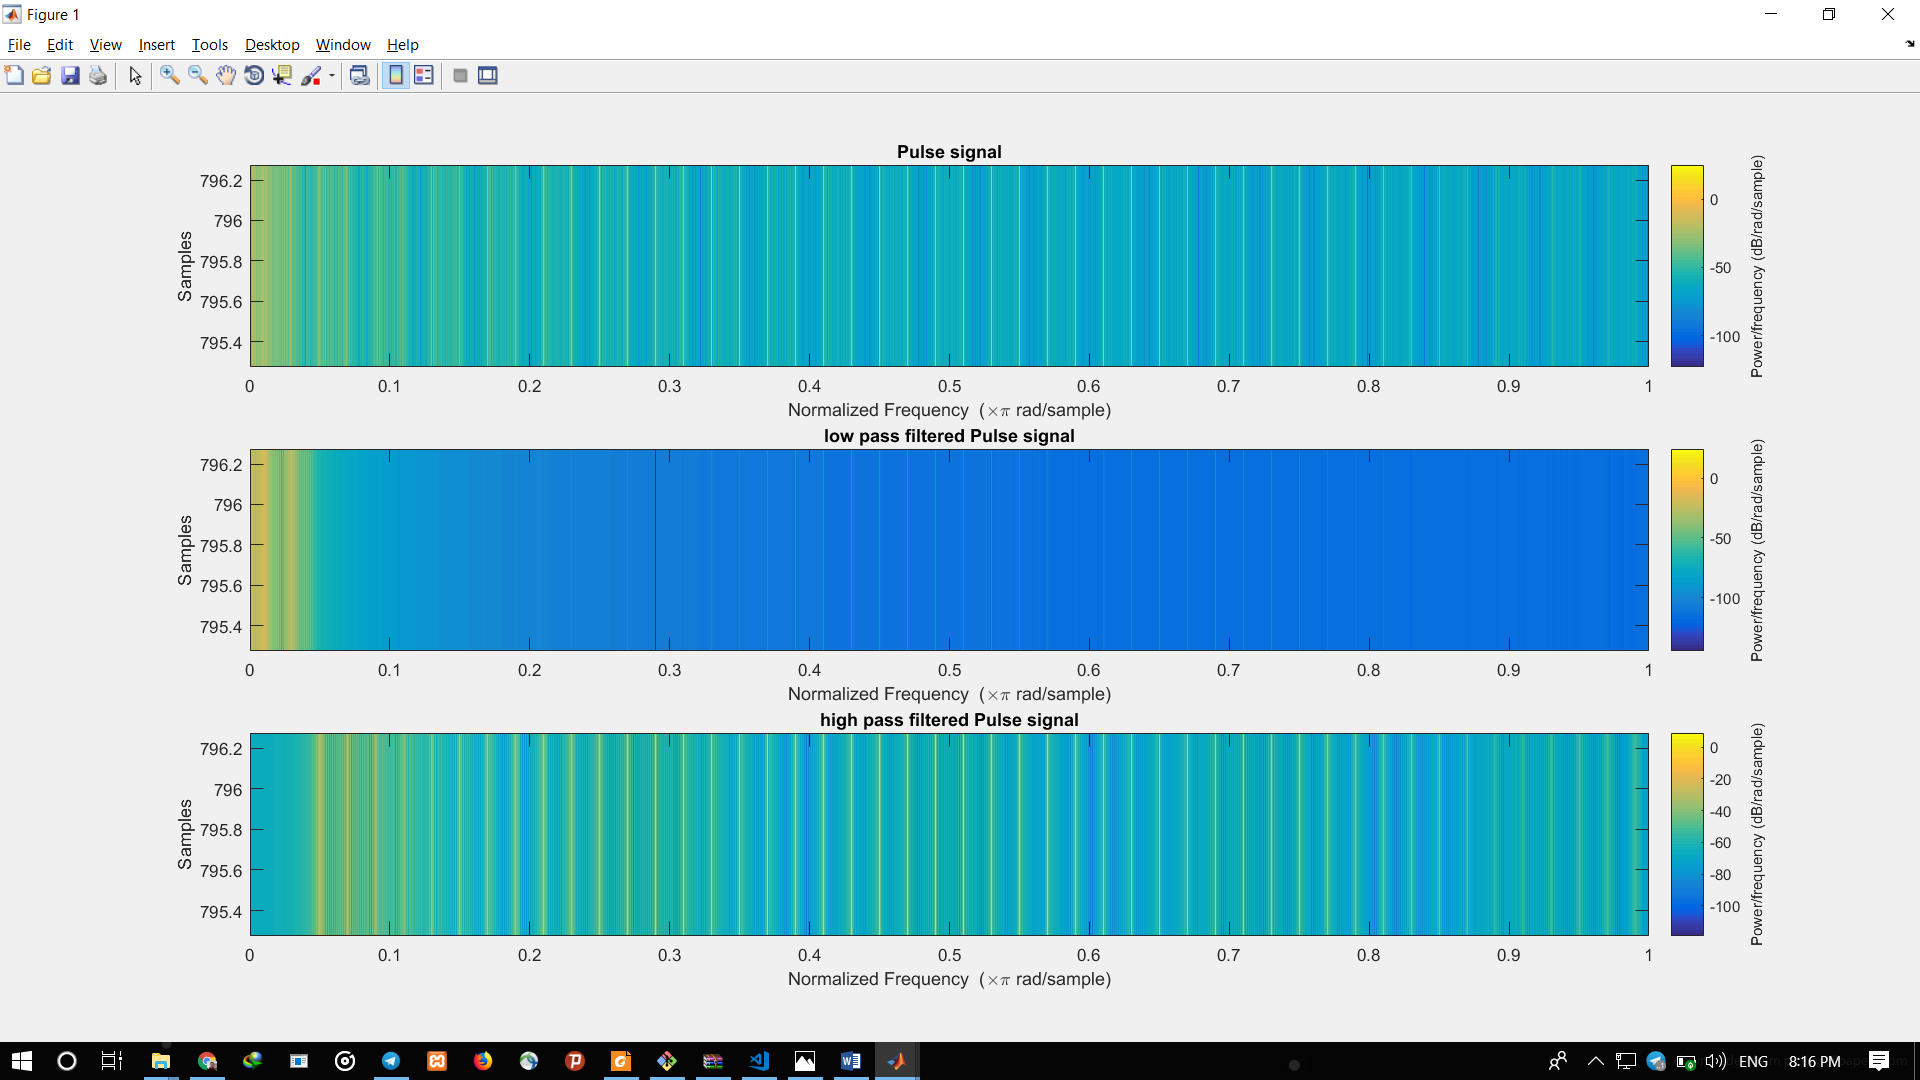 Figure 1
File Edit View Insert Tools Desktop Window Help
Pulse signal
Samples
796.2
796
795.8
795.6
795.4
0 0.1 0.2 0.3 0.4 0.5 0.6 0.7 0.8 0.9 1
Normalized Frequency (×π rad/sample)
0
-50
-100
Power/frequency (dB/rad/sample)
low pass filtered Pulse signal
Samples
796.2
796
795.8
795.6
795.4
0 0.1 0.2 0.3 0.4 0.5 0.6 0.7 0.8 0.9 1
Normalized Frequency (×π rad/sample)
0
-50
-100
Power/frequency (dB/rad/sample)
high pass filtered Pulse signal
Samples
796.2
796
795.8
795.6
795.4
0 0.1 0.2 0.3 0.4 0.5 0.6 0.7 0.8 0.9 1
Normalized Frequency (×π rad/sample)
0
-20
-40
-60
-80
-100
Power/frequency (dB/rad/sample)
ENG 8:16 PM